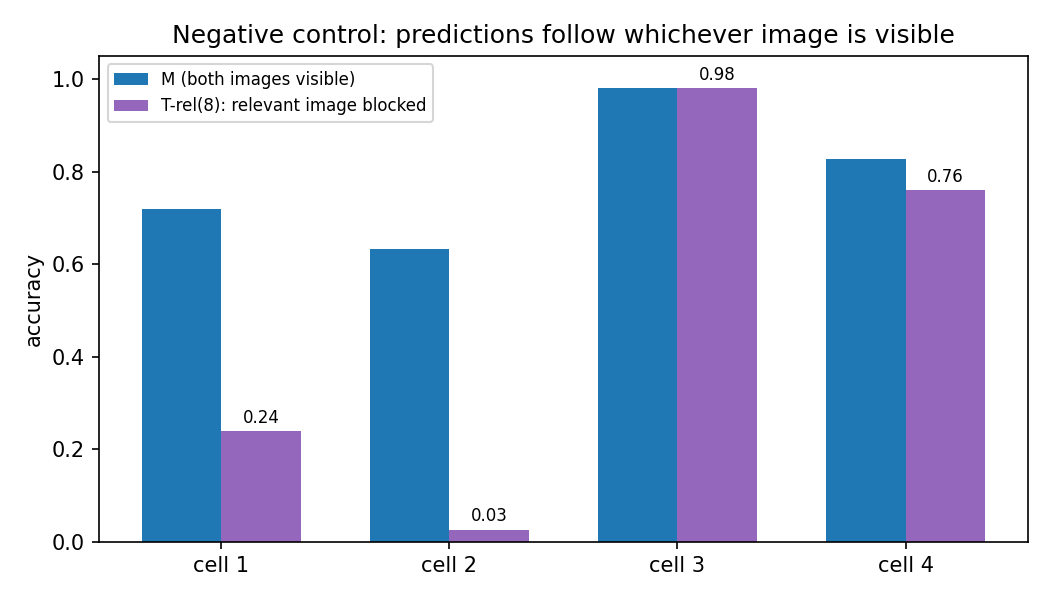 Negative control: predictions follow whichever image is visible
M (both images visible)
T-rel(8): relevant image blocked
accuracy
1.0
0.8
0.6
0.4
0.2
0.0
0.24
0.03
0.98
0.76
cell 1
cell 2
cell 3
cell 4